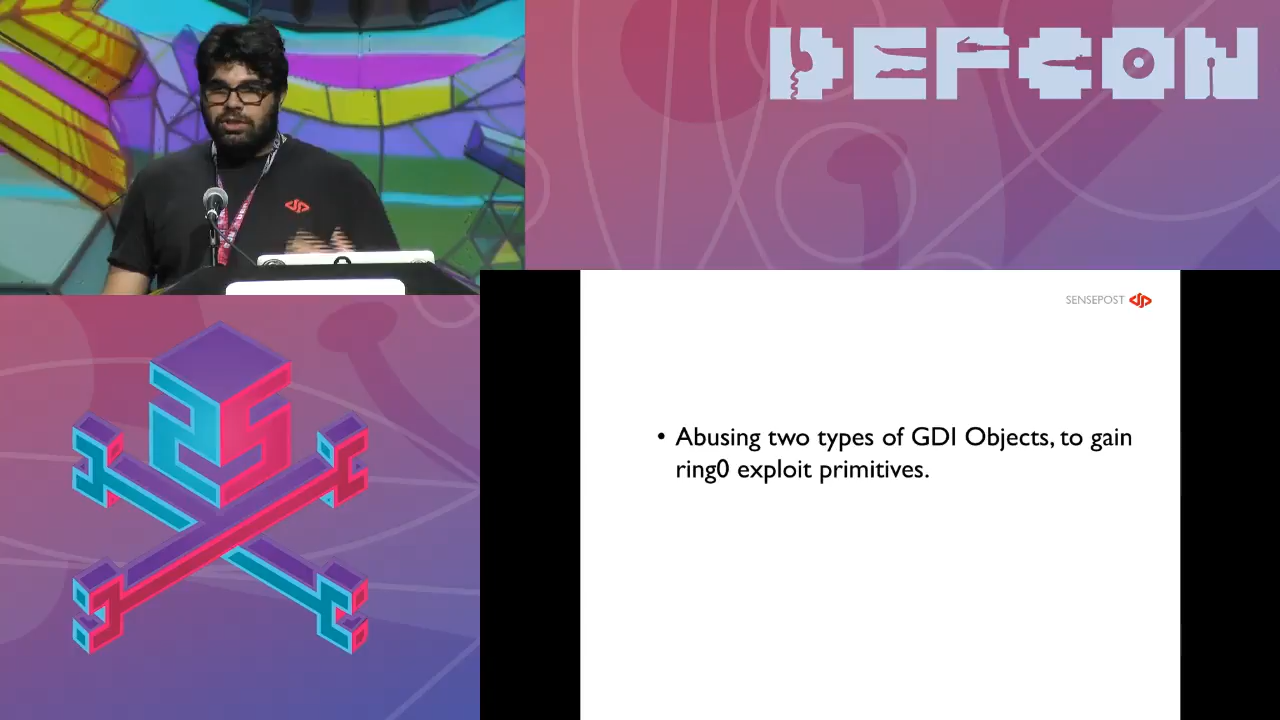 DEFCON
SENSEPOST
• Abusing two types of GDI Objects, to gain
ring0 exploit primitives.